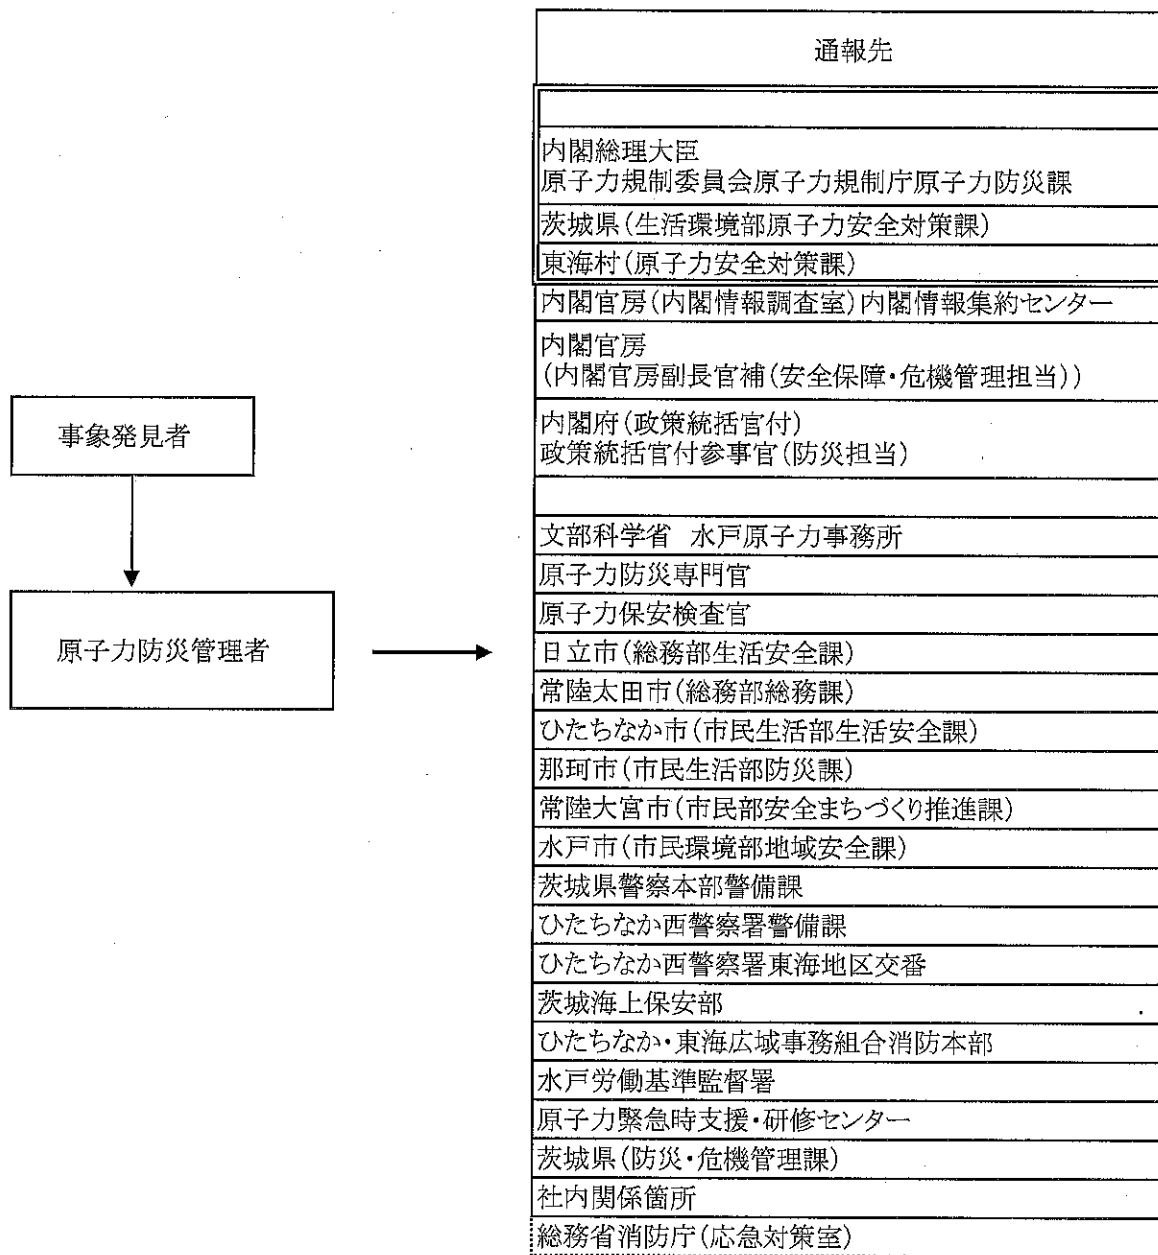 通報先
内閣総理大臣
原子力規制委員会原子力規制庁原子力防災課
茨城県(生活環境部原子力安全対策課)
東海村(原子力安全対策課)
内閣官房(内閣情報調査室)内閣情報集約センター
内閣官房
(内閣官房副長官補(安全保障・危機管理担当))
内閣府(政策統括官付)
政策統括官付参事官(防災担当)
文部科学省 水戸原子力事務所
原子力防災専門官
原子力保安検査官
日立市(総務部生活安全課)
常陸太田市(総務部総務課)
ひたちなか市(市民生活部生活安全課)
那珂市(市民生活部防災課)
常陸大宮市(市民部安全まちづくり推進課)
水戸市(市民環境部地域安全課)
茨城県警察本部警備課
ひたちなか西警察署警備課
ひたちなか西警察署東海地区交番
茨城海上保安部
ひたちなか・東海広域事務組合消防本部
水戸労働基準監督署
原子力緊急時支援・研修センター
茨城県(防災・危機管理課)
社内関係箇所
総務省消防庁(応急対策室)
事象発見者
原子力防災管理者